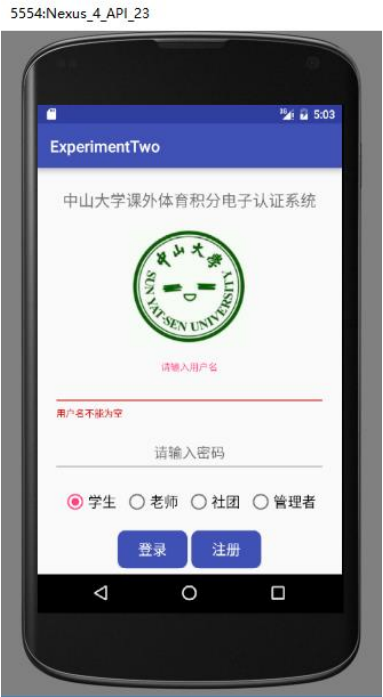 5554:Nexus_4_API_23
3G 5:03
ExperimentTwo
中山大学课外体育积分电子认证系统
中山大学
SUN YAT-SEN UNIVERSITY
请输入用户名
用户名不能为空
请输入密码
学生 老师 社团 管理者
登录 注册